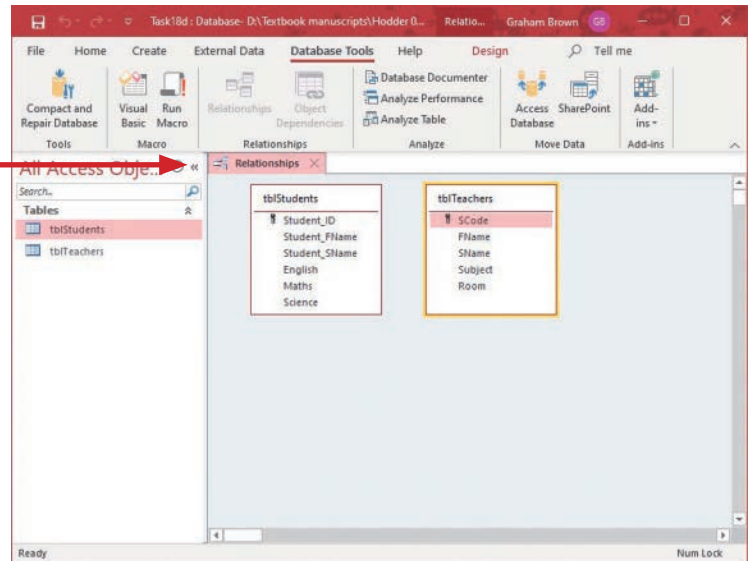 Task18d : Database- D:\Textbook manuscripts\Hodder 0... Relatio... Graham Brown GB
File Home Create External Data Database Tools Help Design Tell me
Compact and Repair Database
Visual Basic
Run Macro
Relationships
Object Dependencies
Database Documenter
Analyze Performance
Analyze Table
Access Database
SharePoint
Add-ins
Tools Macro Relationships Analyze Move Data Add-ins
All Access Obje...
Search...
Tables
tblStudents
tblTeachers
Relationships
tblStudents
Student_ID
Student_FName
Student_SName
English
Maths
Science
tblTeachers
SCode
FName
SName
Subject
Room
Ready Num Lock